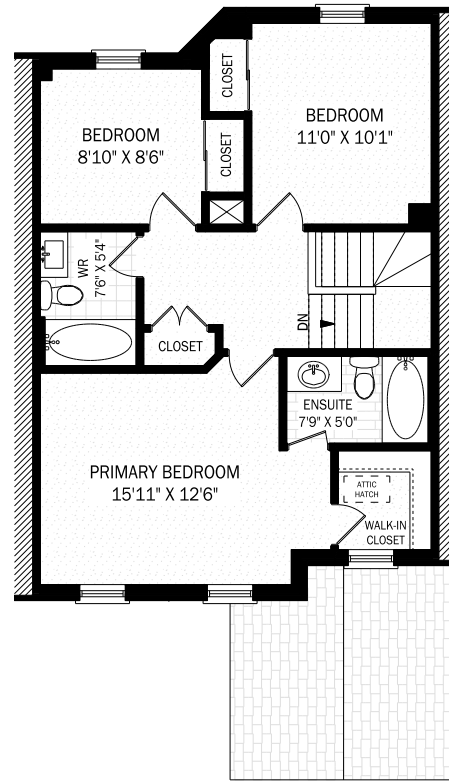 CLOSET
BEDROOM
11'0" X 10'1"
BEDROOM
8'10" X 8'6"
CLOSET
WR
7'6" X 5'4"
DN
CLOSET
ENSUITE
7'9" X 5'0"
PRIMARY BEDROOM
15'11" X 12'6"
ATTIC
HATCH
WALK-IN
CLOSET